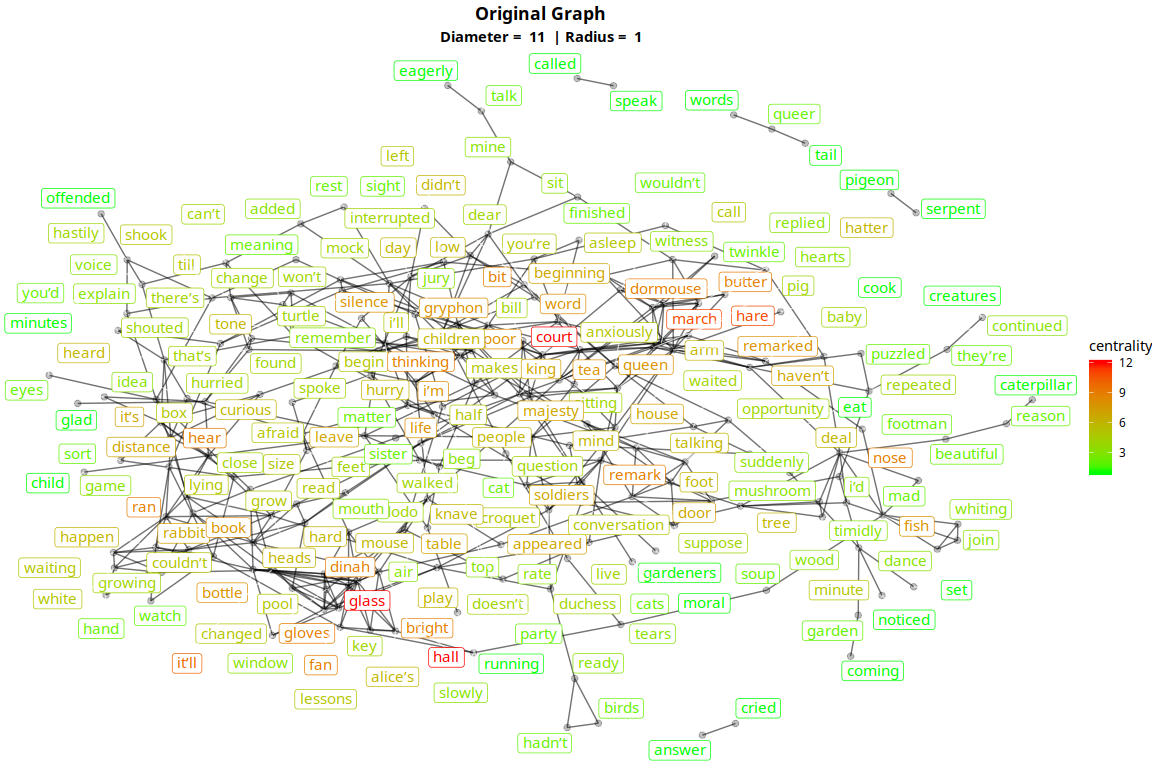 Original Graph
Diameter = 11 | Radius = 1
called
eagerly
speak
talk
words
queer
tail
mine
left
pigeon
serpent
rest
sight
didn't
sit
wouldn't
offended
can't
added
interrupted
dear
finished
call
replied
hatter
hastily
shook
meaning
mock
day
low
you're
asleep
witness
twinkle
hearts
voice
till
change
won't
jury
bit
beginning
dormouse
butter
pig
cook
creatures
you'd
explain
there's
silence
gryphon
bill
word
march
hare
baby
continued
minutes
shouted
tone
turtle
i'll
remember
children
poor
court
anxiously
arm
remarked
puzzled
they're
heard
that's
found
begin
thinking
makes
king
tea
queen
haven't
repeated
caterpillar
eyes
idea
hurried
spoke
hurry
i'm
waited
reason
glad
it's
box
curious
matter
half
majesty
sitting
house
opportunity
eat
footman
distance
hear
afraid
leave
life
people
mind
talking
deal
sort
close
size
feet
sister
beg
question
suddenly
nose
beautiful
child
game
lying
read
walked
cat
remark
foot
mushroom
i'd
mad
ran
grow
mouth
soldiers
door
whiting
happen
rabbit
book
hard
knave
croquet
conversation
tree
timidly
fish
join
waiting
couldn't
heads
mouse
table
appeared
suppose
wood
dance
growing
dinah
air
top
rate
live
gardeners
soup
minute
set
white
bottle
pool
glass
play
doesn't
duchess
cats
moral
noticed
hand
watch
changed
gloves
key
bright
party
tears
garden
it'll
window
fan
hall
running
ready
coming
lessons
alice's
slowly
birds
cried
hadn't
answer
centrality
12
9
6
3